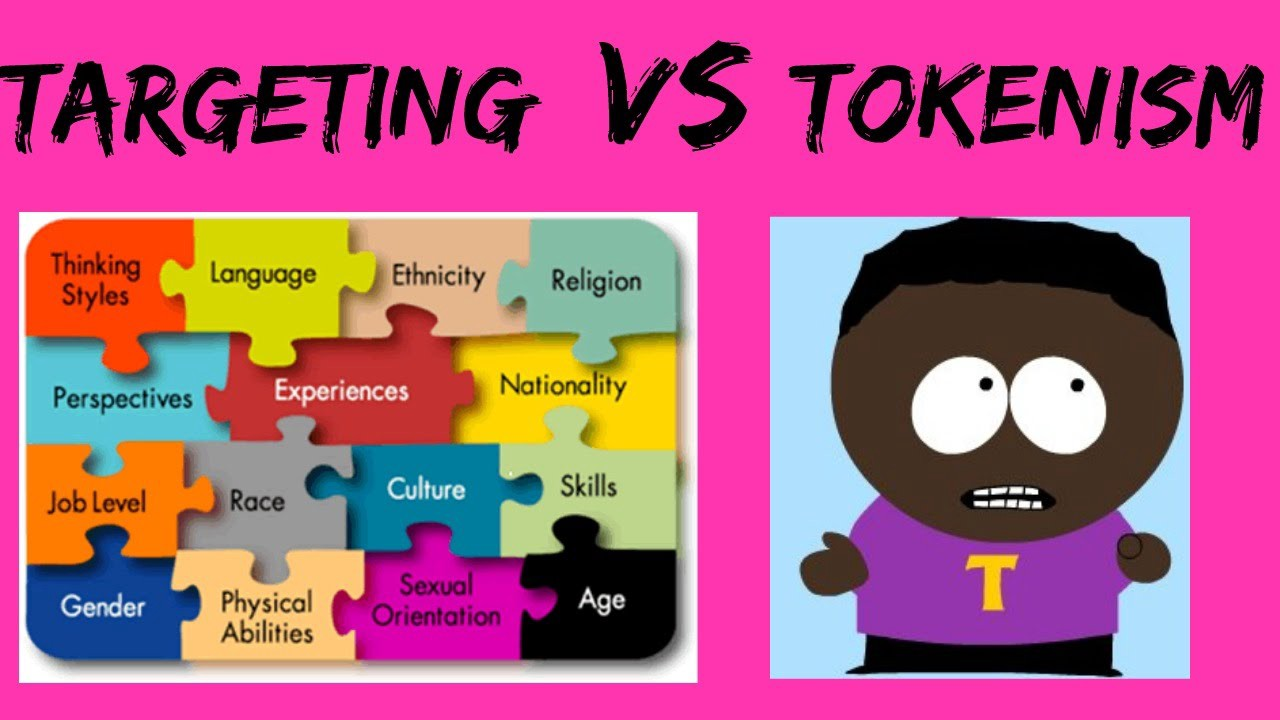 TARGETING VS TOKENISM
Thinking
Styles
Language
Ethnicity
Religion
Perspectives
Experiences
Nationality
Job Level
Race
Culture
Skills
Gender
Physical
Abilities
Sexual
Orientation
Age
T